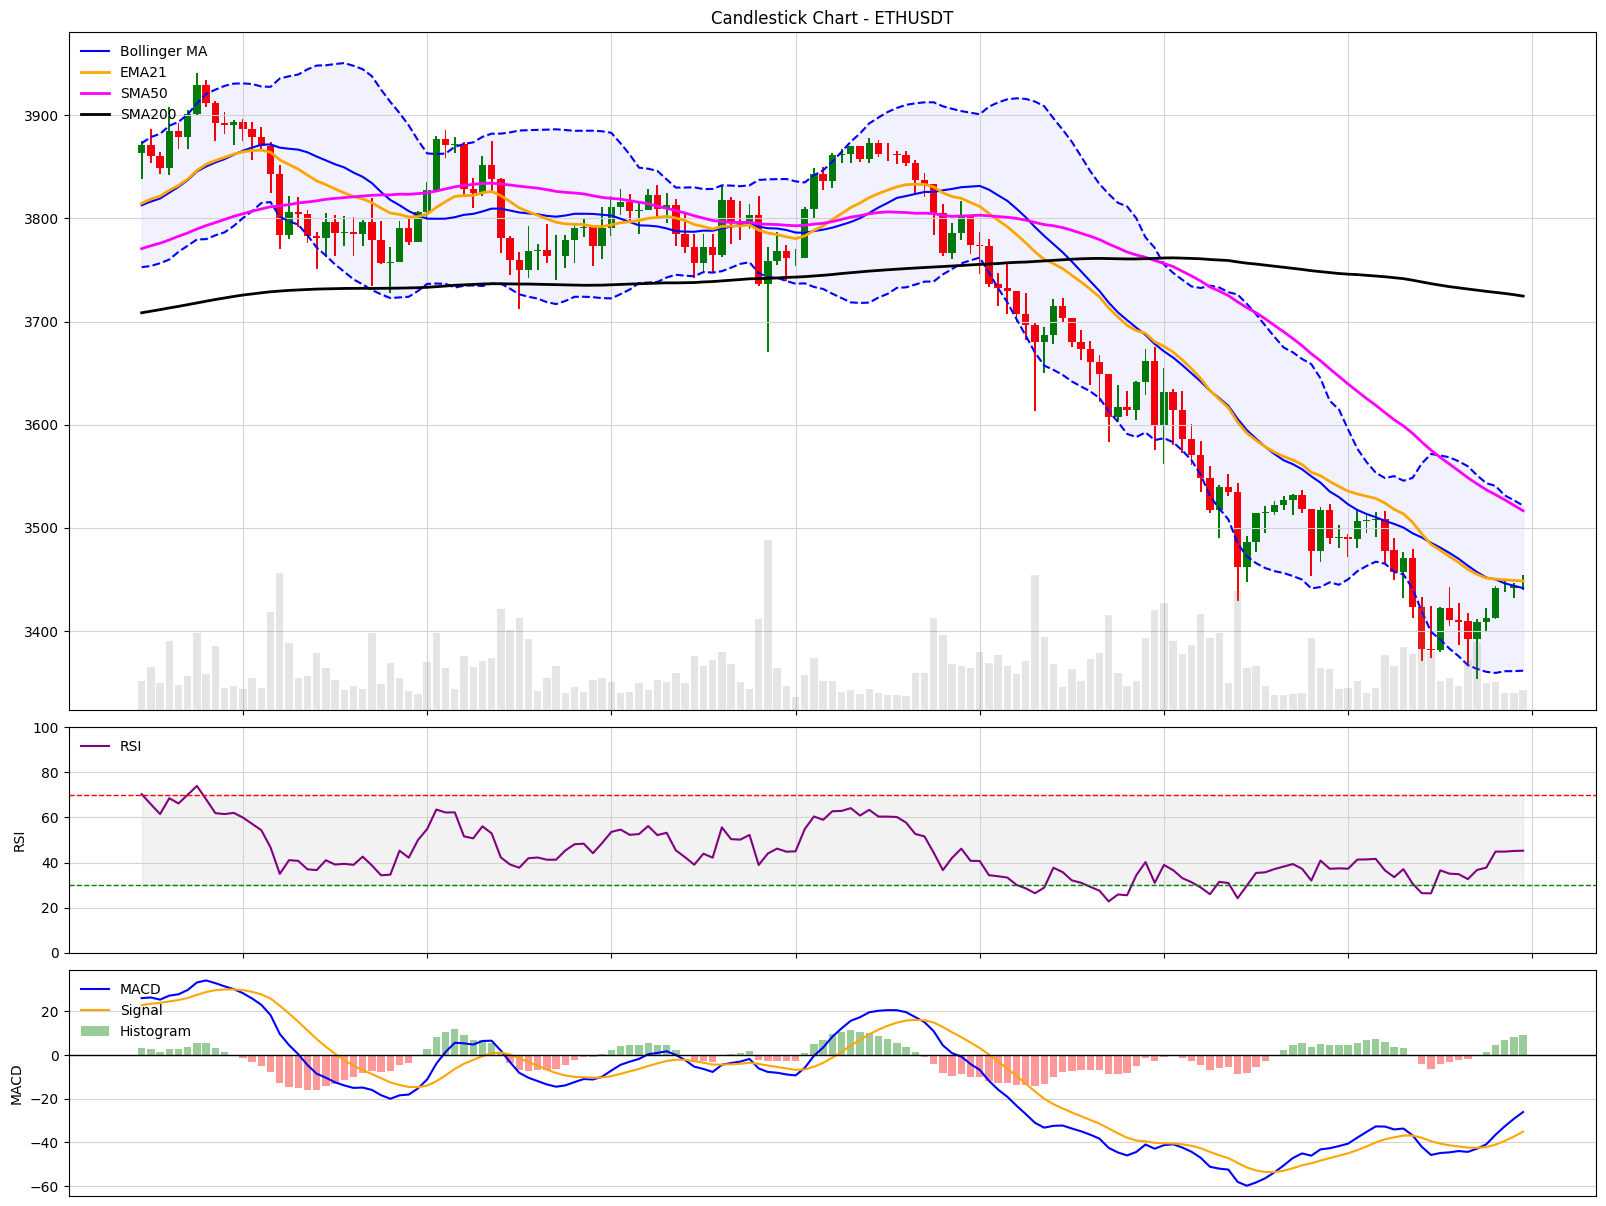 Candlestick Chart - ETHUSDT
Bollinger MA
EMA21
SMA50
SMA200
3900
3800
3700
3600
3500
3400
100
80
60
40
20
0
RSI
RSI
MACD
Signal
Histogram
20
0
−20
−40
−60
MACD